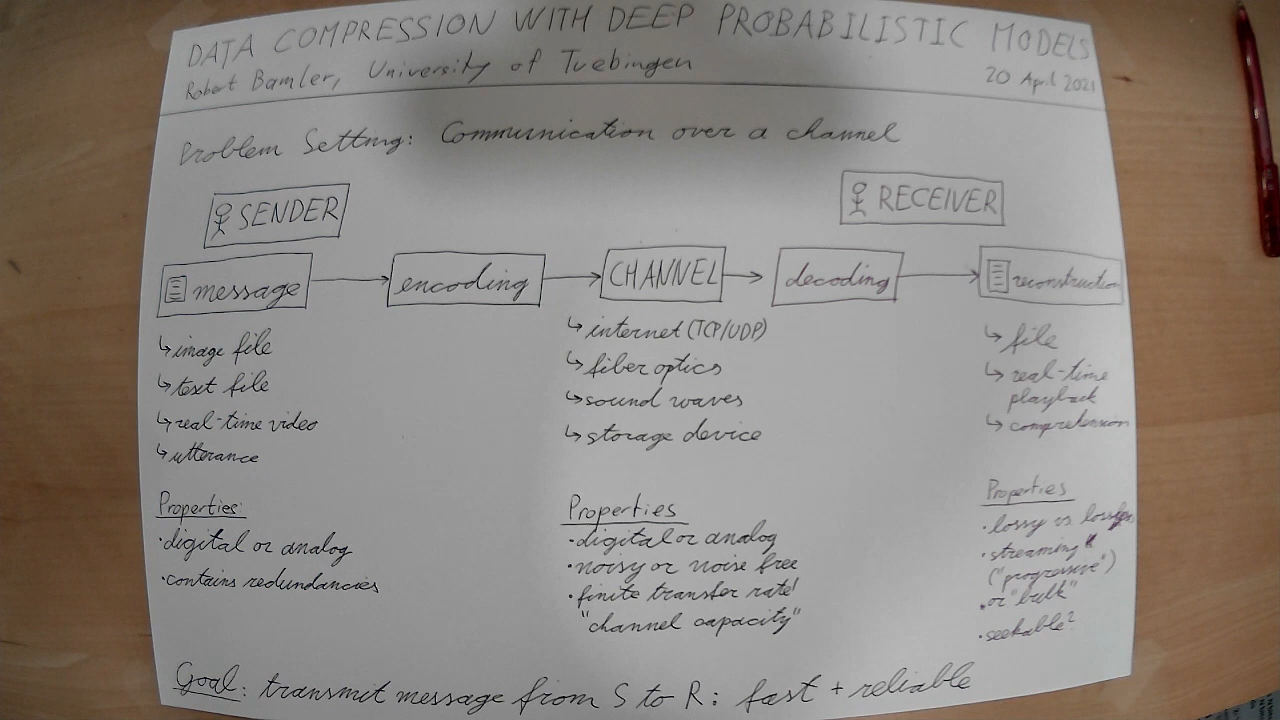 DATA COMPRESSION WITH DEEP PROBABILISTIC MODELS
Robert Bamler, University of Tuebingen
20 April 2021
Problem Setting: Communication over a channel
SENDER
RECEIVER
message
encoding
CHANNEL
decoding
reconstruction
↳ image file
↳ text file
↳ real-time video
↳ utterance
Properties:
· digital or analog
· contains redundancies
↳ internet (TCP/UDP)
↳ fiber optics
↳ sound waves
↳ storage device
Properties
· digital or analog
· noisy or noise free
· finite transfer rate
"channel capacity"
↳ file
↳ real-time
playback
↳ comprehension
Properties
· lossy vs lossless
· streaming"
("progressive")
· or "bulk"
· seekable?
Goal: transmit message from S to R: fast + reliable